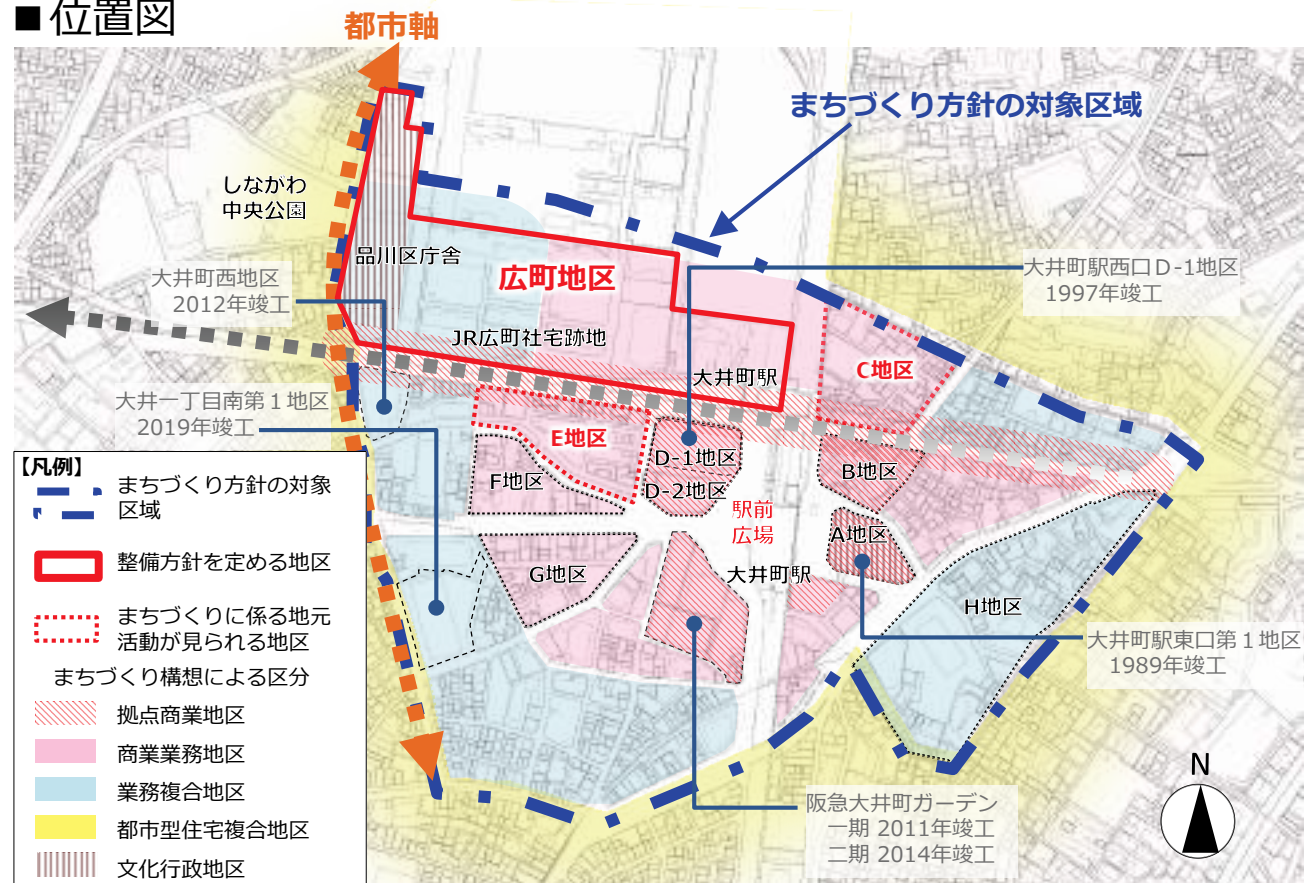 ■位置図
都市軸
まちづくり方針の対象区域
しながわ
中央公園
品川区庁舎
広町地区
大井町西地区
2012年竣工
大井町駅西口D-1地区
1997年竣工
JR広町社宅跡地
大井町駅
C地区
大井一丁目南第1地区
2019年竣工
E地区
D-1地区
D-2地区
F地区
B地区
駅前
広場
A地区
G地区
大井町駅
H地区
大井町駅東口第1地区
1989年竣工
阪急大井町ガーデン
一期 2011年竣工
二期 2014年竣工
N
【凡例】
まちづくり方針の対象
区域
整備方針を定める地区
まちづくりに係る地元
活動が見られる地区
まちづくり構想による区分
拠点商業地区
商業業務地区
業務複合地区
都市型住宅複合地区
文化行政地区